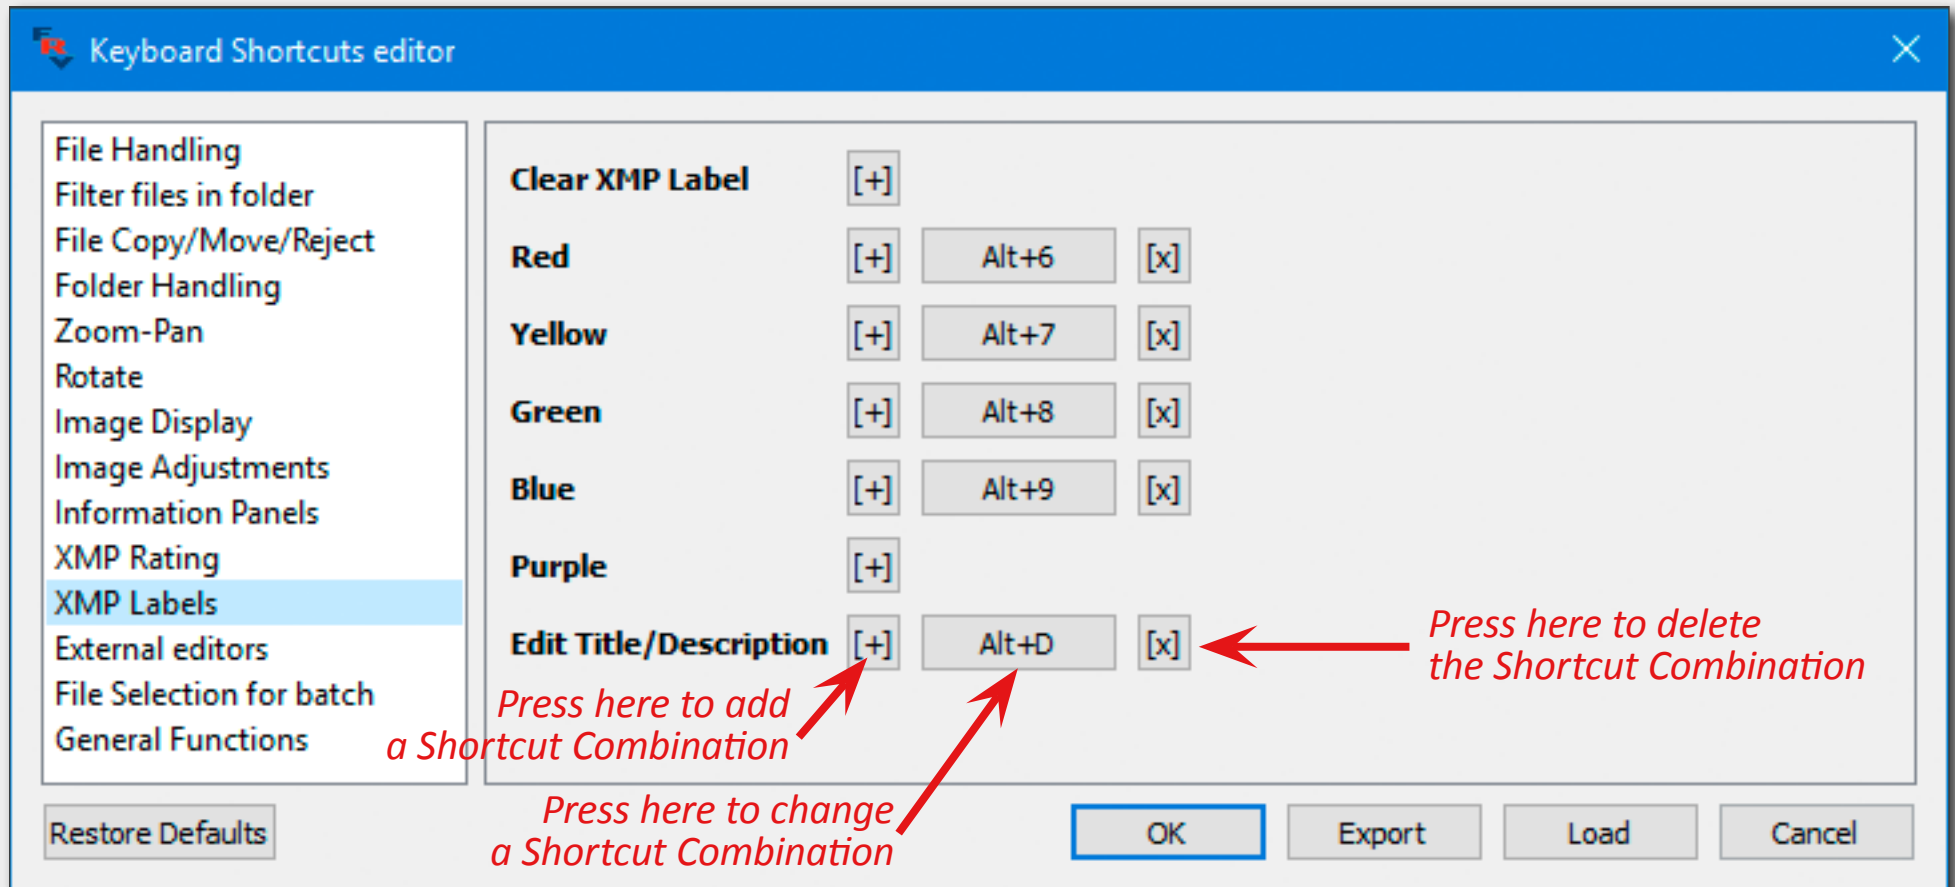 FRV
Keyboard Shortcuts editor
File Handling
Filter files in folder
File Copy/Move/Reject
Folder Handling
Zoom-Pan
Rotate
Image Display
Image Adjustments
Information Panels
XMP Rating
XMP Labels
External editors
File Selection for batch
General Functions
Clear XMP Label [+]
Red [+] Alt+6 [x]
Yellow [+] Alt+7 [x]
Green [+] Alt+8 [x]
Blue [+] Alt+9 [x]
Purple [+]
Edit Title/Description [+] Alt+D [x]
Press here to delete
the Shortcut Combination
Press here to add
a Shortcut Combination
Press here to change
a Shortcut Combination
Restore Defaults
OK
Export
Load
Cancel